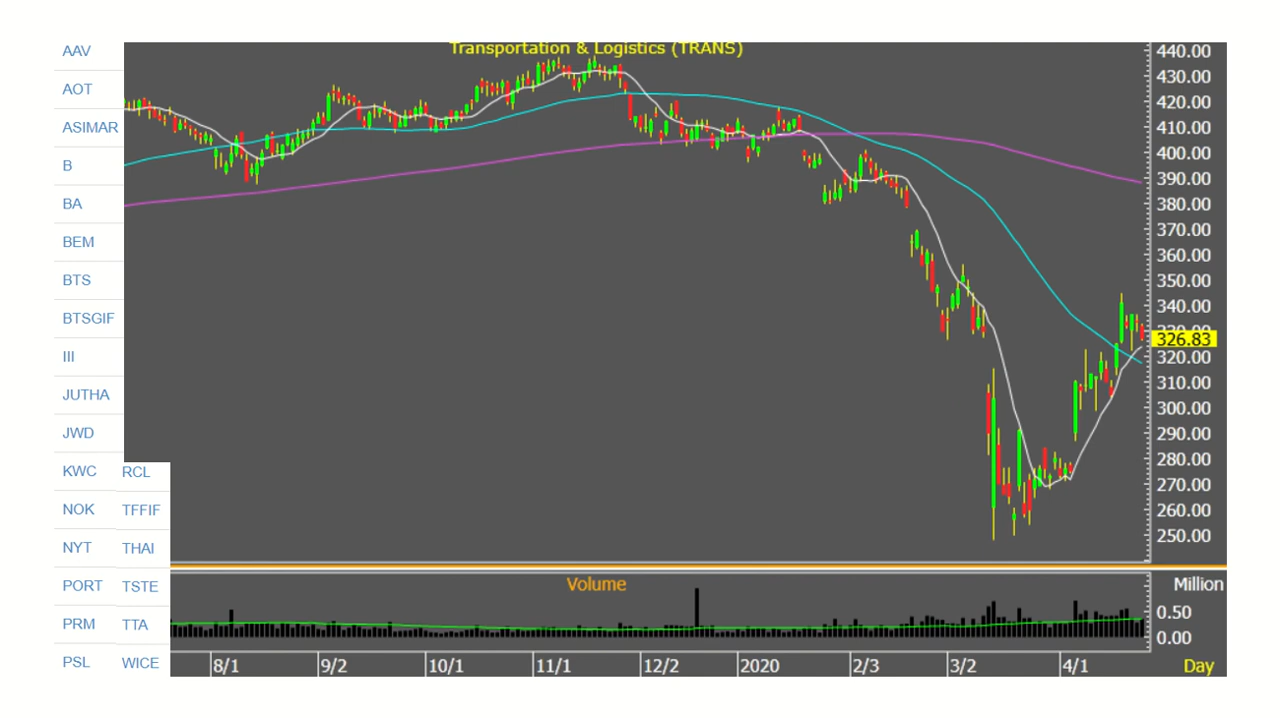 Transportation & Logistics (TRANS)
AAV
AOT
ASIMAR
B
BA
BEM
BTS
BTSGIF
III
JUTHA
JWD
KWC
NOK
NYT
PORT
PRM
PSL
RCL
TFFIF
THAI
TSTE
TTA
WICE
440.00
430.00
420.00
410.00
400.00
390.00
380.00
370.00
360.00
350.00
340.00
330.00
326.83
320.00
310.00
300.00
290.00
280.00
270.00
260.00
250.00
Volume
Million
0.50
0.00
8/1 9/2 10/1 11/1 12/2 2020 2/3 3/2 4/1 Day